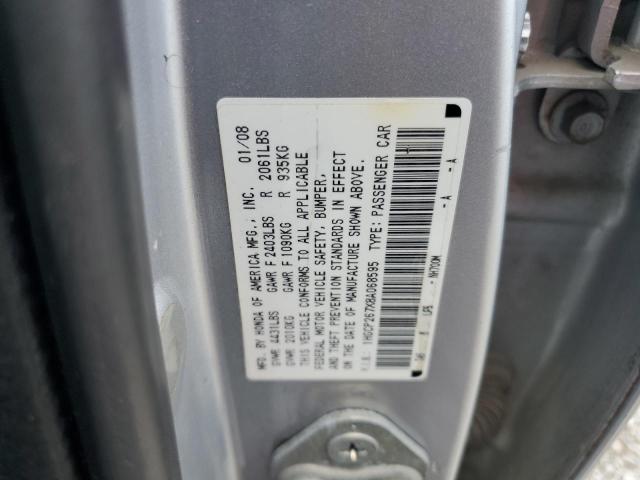 MFD. BY HONDA OF AMERICA MFG., INC. 01/08
GVWR 4431LBS GAWR F 2403LBS R 2061LBS
GVWR 2010KG GAWR F 1090KG R 935KG
THIS VEHICLE CONFORMS TO ALL APPLICABLE
FEDERAL MOTOR VEHICLE SAFETY, BUMPER,
AND THEFT PREVENTION STANDARDS IN EFFECT
ON THE DATE OF MANUFACTURE SHOWN ABOVE.
V.I.N.: 1HGCP267X8A068595 TYPE: PASSENGER CAR
NH700M - A - A